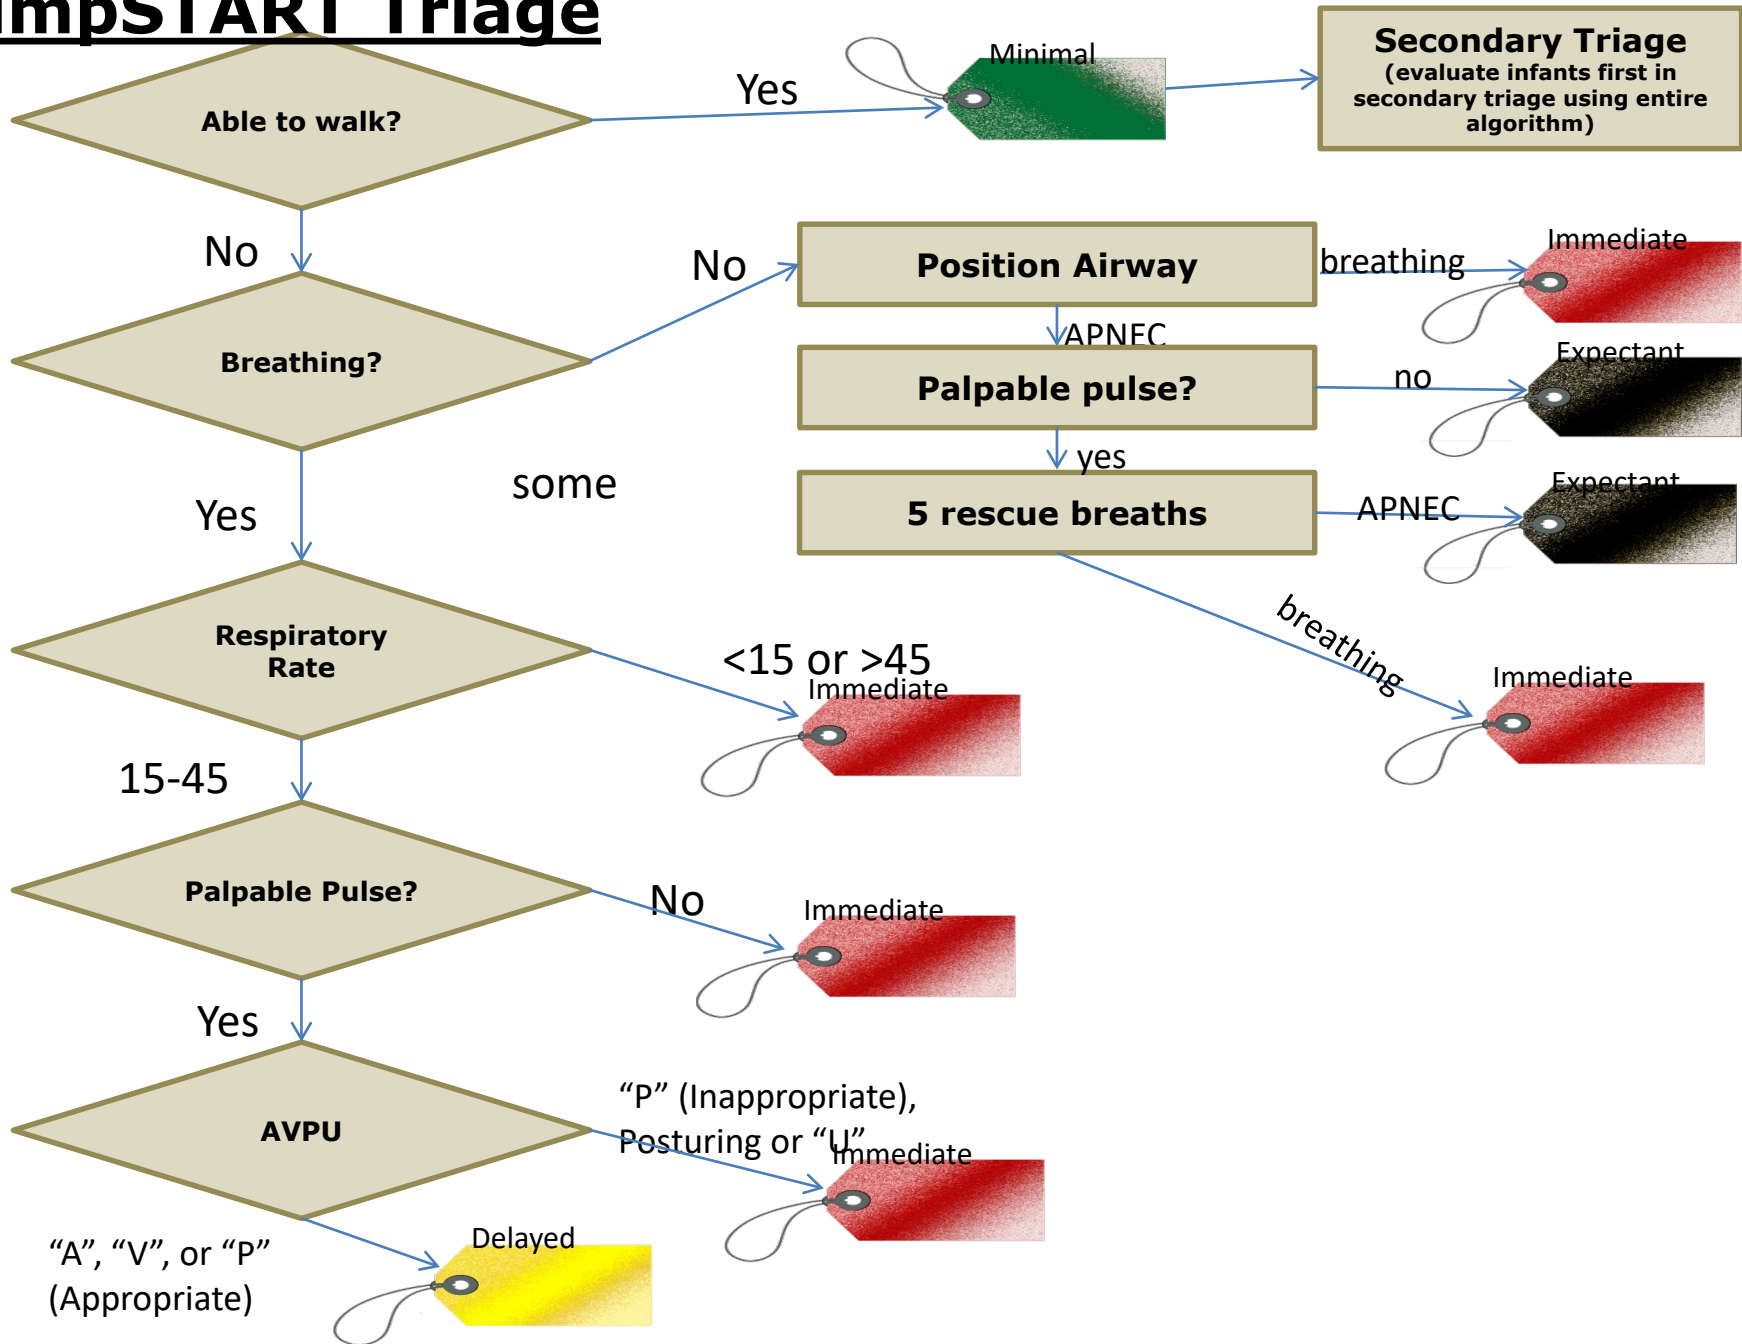 umpSTART Triage
Able to walk?
Yes
Minimal
Secondary Triage
(evaluate infants first in
secondary triage using entire
algorithm)
No
Breathing?
No
Position Airway
breathing
Immediate
APNEC
Palpable pulse?
no
Expectant
yes
5 rescue breaths
APNEC
Expectant
breathing
Immediate
Yes
some
Respiratory
Rate
<15 or >45
Immediate
15-45
Palpable Pulse?
No
Immediate
Yes
AVPU
“P” (Inappropriate),
Posturing or “U”
Immediate
“A”, “V”, or “P”
(Appropriate)
Delayed